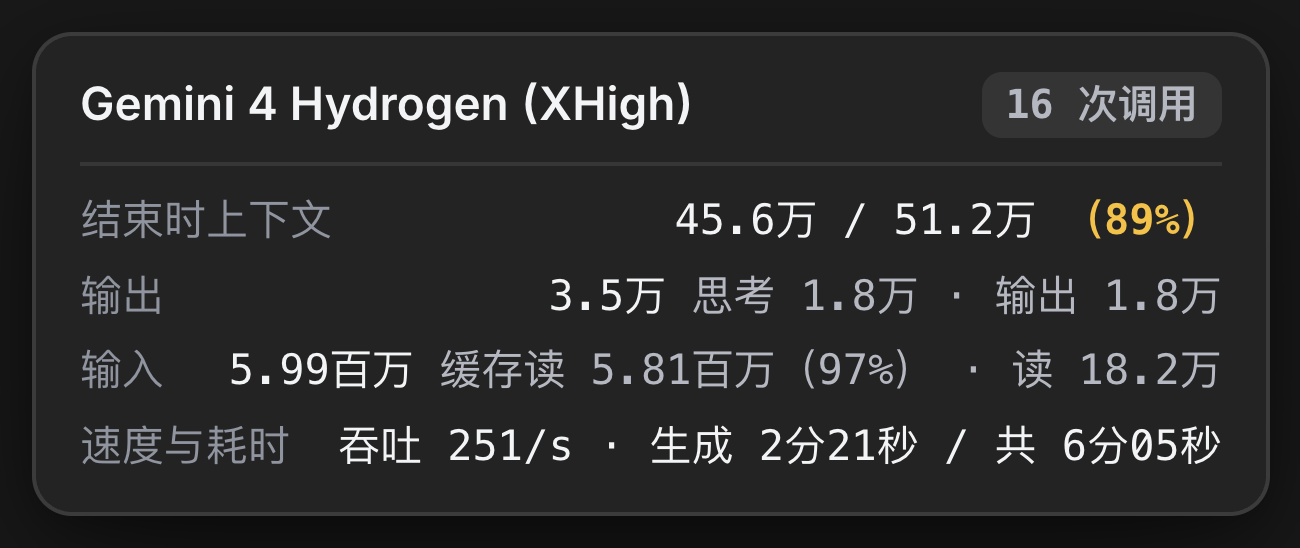 Gemini 4 Hydrogen (XHigh) 16 次调用
结束时上下文 45.6万 / 51.2万 (89%)
输出 3.5万 思考 1.8万 · 输出 1.8万
输入 5.99百万 缓存读 5.81百万 (97%) · 读 18.2万
速度与耗时 吞吐 251/s · 生成 2分21秒 / 共 6分05秒